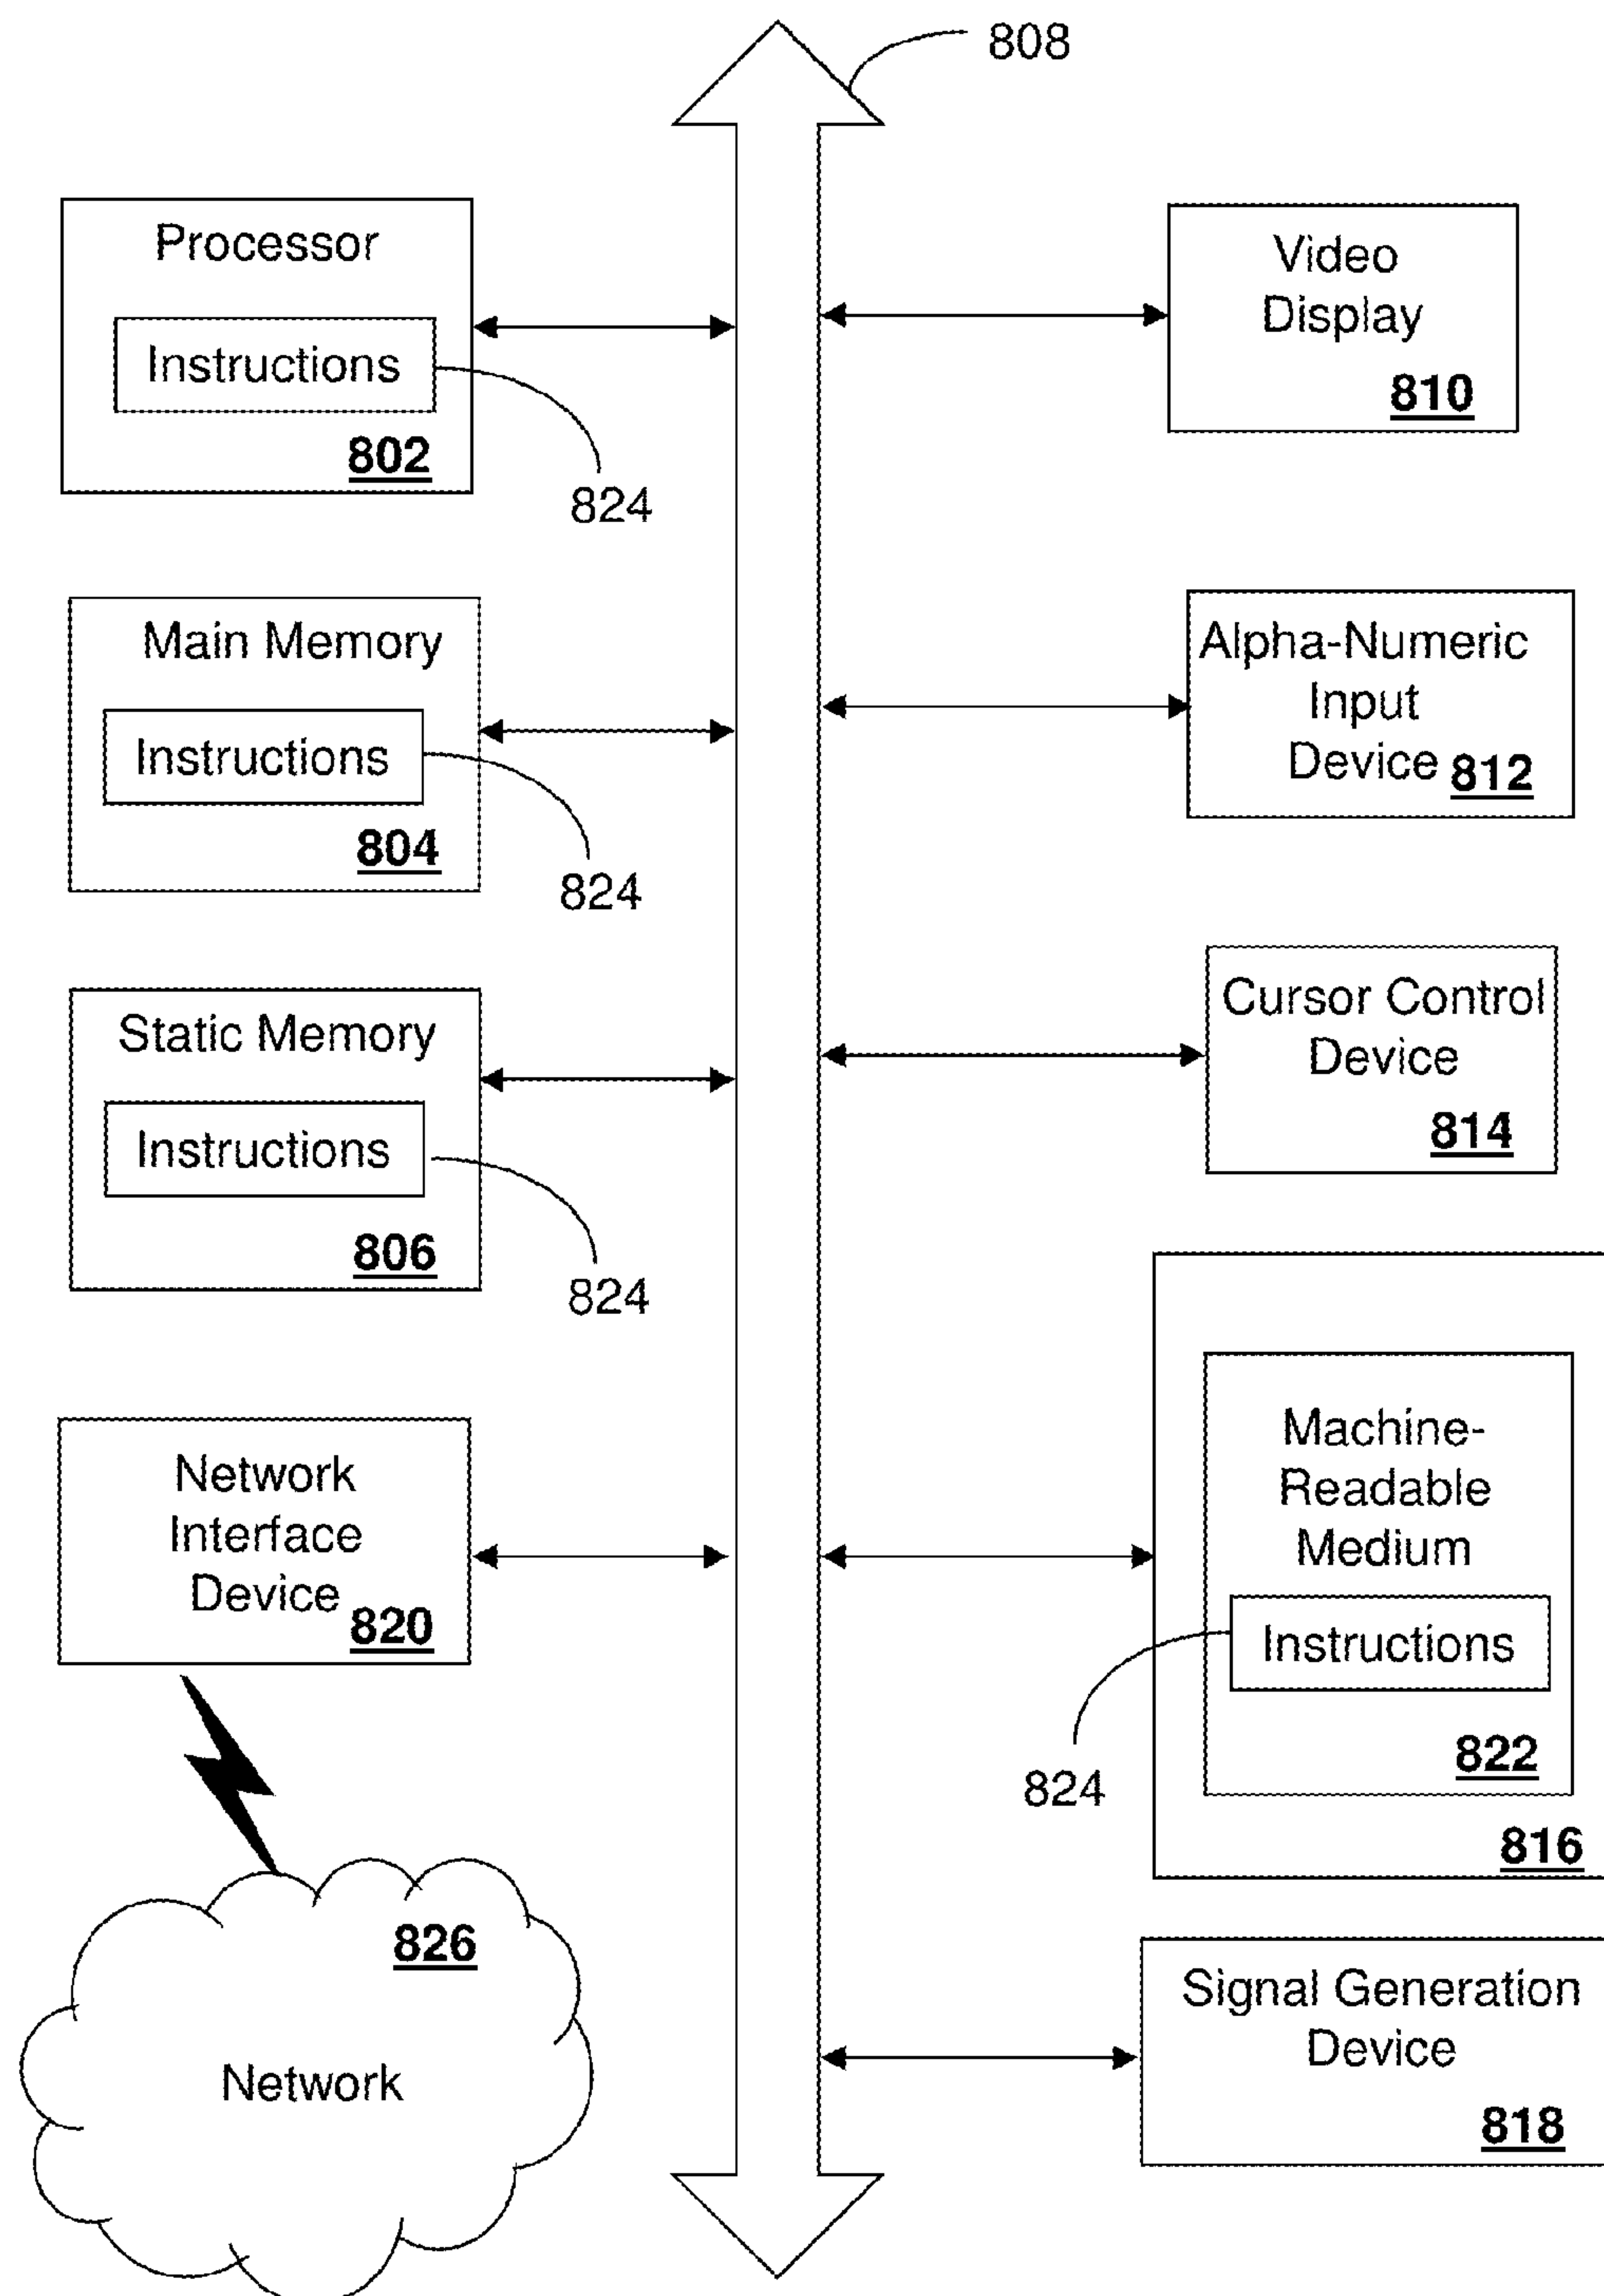 808
Processor
Instructions
802
824
Main Memory
Instructions
804
824
Static Memory
Instructions
806
824
Network
Interface
Device
820
826
Network
Video
Display
810
Alpha-Numeric
Input
Device
812
Cursor Control
Device
814
Machine-
Readable
Medium
Instructions
822
824
816
Signal Generation
Device
818